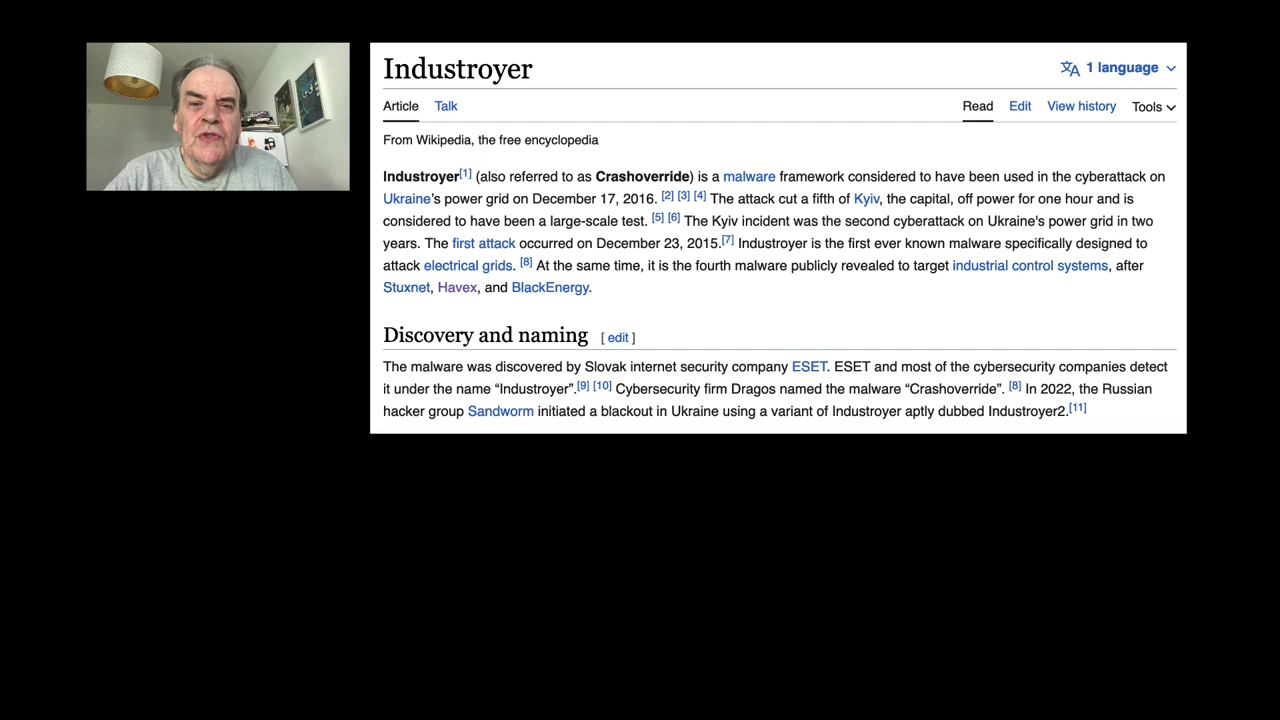 Industroyer
1 language
Article Talk Read Edit View history Tools
From Wikipedia, the free encyclopedia
Industroyer[1] (also referred to as Crashoverride) is a malware framework considered to have been used in the cyberattack on
Ukraine's power grid on December 17, 2016. [2] [3] [4] The attack cut a fifth of Kyiv, the capital, off power for one hour and is
considered to have been a large-scale test. [5] [6] The Kyiv incident was the second cyberattack on Ukraine's power grid in two
years. The first attack occurred on December 23, 2015.[7] Industroyer is the first ever known malware specifically designed to
attack electrical grids. [8] At the same time, it is the fourth malware publicly revealed to target industrial control systems, after
Stuxnet, Havex, and BlackEnergy.
Discovery and naming [ edit ]
The malware was discovered by Slovak internet security company ESET. ESET and most of the cybersecurity companies detect
it under the name “Industroyer”.[9] [10] Cybersecurity firm Dragos named the malware “Crashoverride”. [8] In 2022, the Russian
hacker group Sandworm initiated a blackout in Ukraine using a variant of Industroyer aptly dubbed Industroyer2.[11]